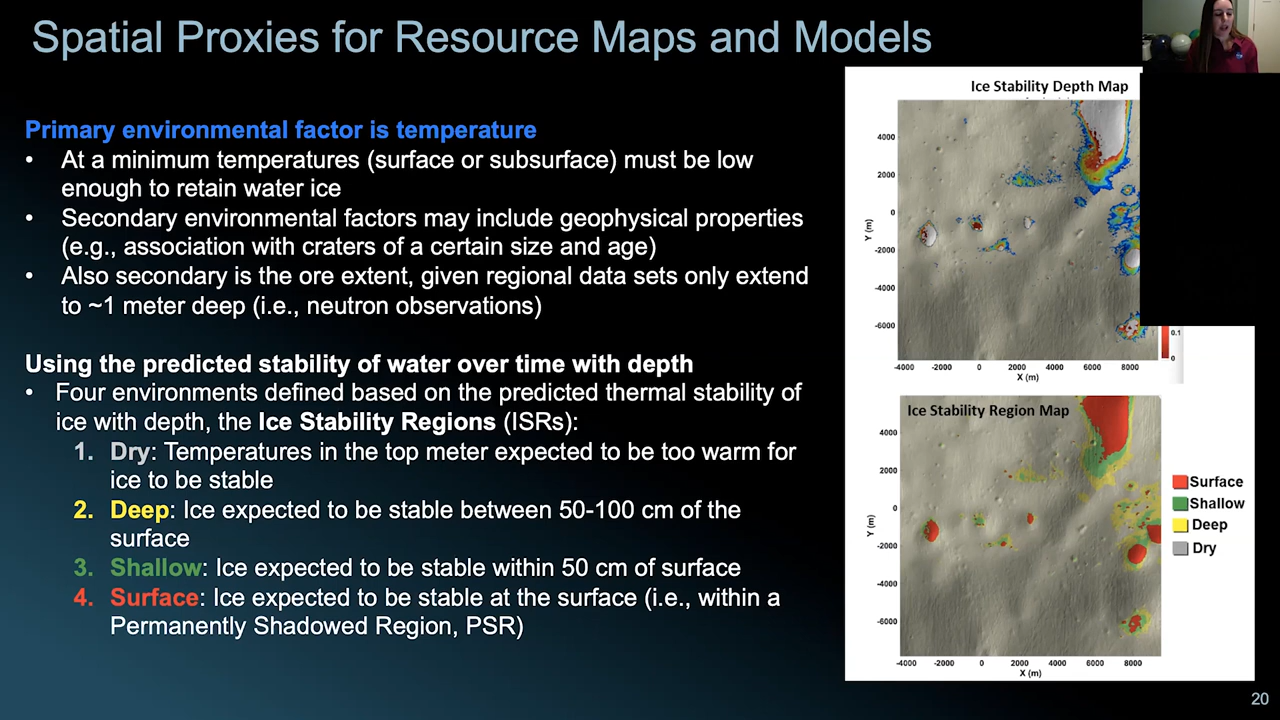 Spatial Proxies for Resource Maps and Models
Primary environmental factor is temperature
• At a minimum temperatures (surface or subsurface) must be low
enough to retain water ice
• Secondary environmental factors may include geophysical properties
(e.g., association with craters of a certain size and age)
• Also secondary is the ore extent, given regional data sets only extend
to ~1 meter deep (i.e., neutron observations)
Using the predicted stability of water over time with depth
• Four environments defined based on the predicted thermal stability of
ice with depth, the Ice Stability Regions (ISRs):
1. Dry: Temperatures in the top meter expected to be too warm for
ice to be stable
2. Deep: Ice expected to be stable between 50-100 cm of the
surface
3. Shallow: Ice expected to be stable within 50 cm of surface
4. Surface: Ice expected to be stable at the surface (i.e., within a
Permanently Shadowed Region, PSR)
Ice Stability Depth Map
4000
2000
0
-2000
-4000
-6000
Y (m)
-4000 -2000 0 2000 4000 6000 8000
X (m)
0.1
0
Ice Stability Region Map
4000
2000
0
-2000
-4000
-6000
Y (m)
-4000 -2000 0 2000 4000 6000 8000
X (m)
Surface
Shallow
Deep
Dry
20